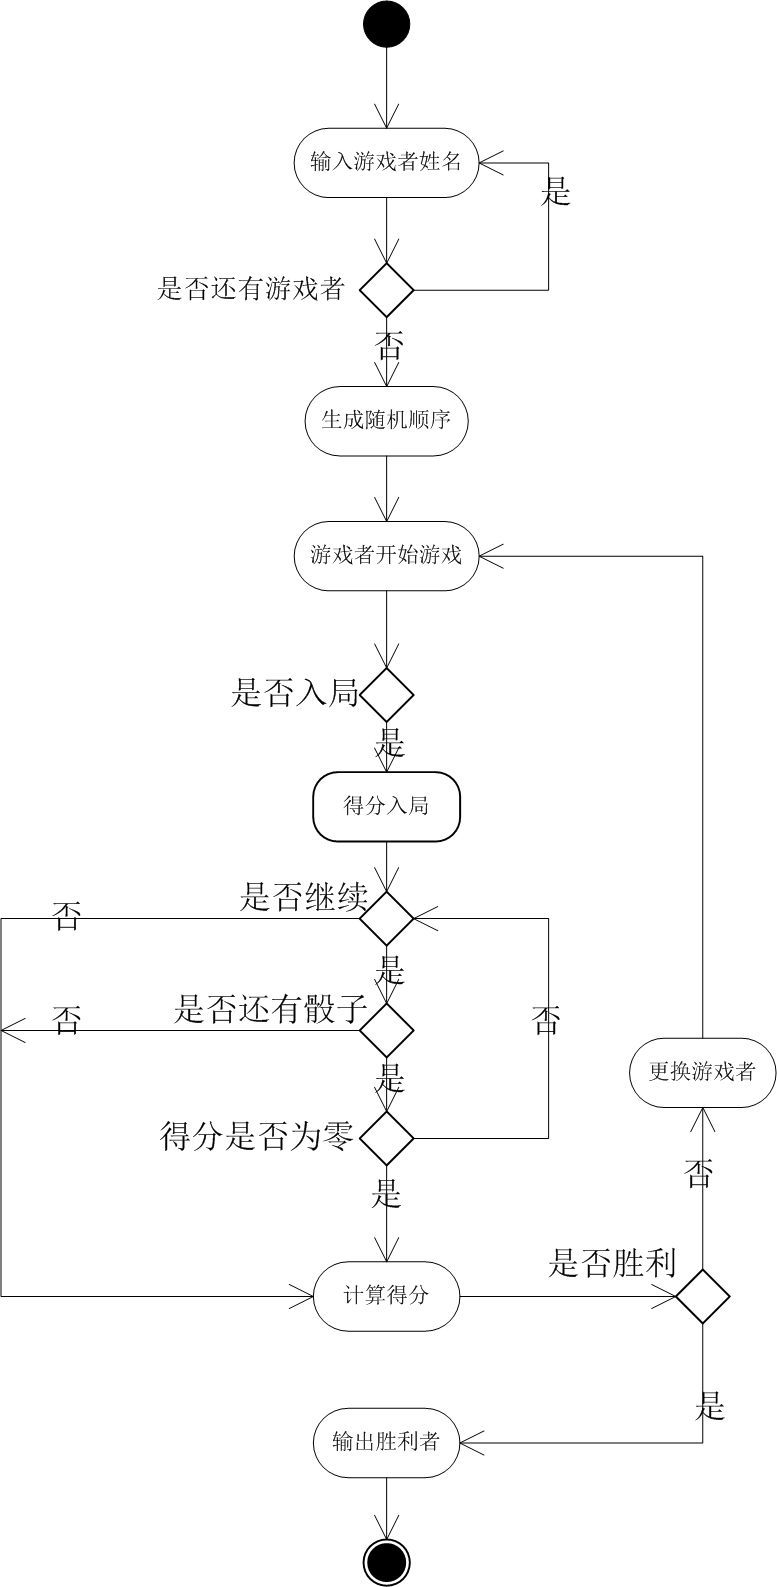 输入游戏者姓名
是
是否还有游戏者
否
生成随机顺序
游戏者开始游戏
是否入局
是
得分入局
是否继续
否
是
是否还有骰子
否
否
是
更换游戏者
得分是否为零
否
是
是否胜利
计算得分
是
输出胜利者